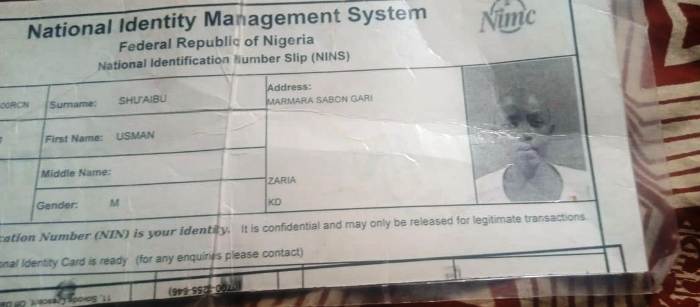 National Identity Management System
Nimc
Federal Republic of Nigeria
National Identification Number Slip (NINS)
Surname: SHU'AIBU
Address:
MARMARA SABON GARI
First Name: USMAN
Middle Name:
ZARIA
Gender: M
KD
Number (NIN) is your identity. It is confidential and may only be released for legitimate transactions.
Identity Card is ready (for any enquiries please contact)